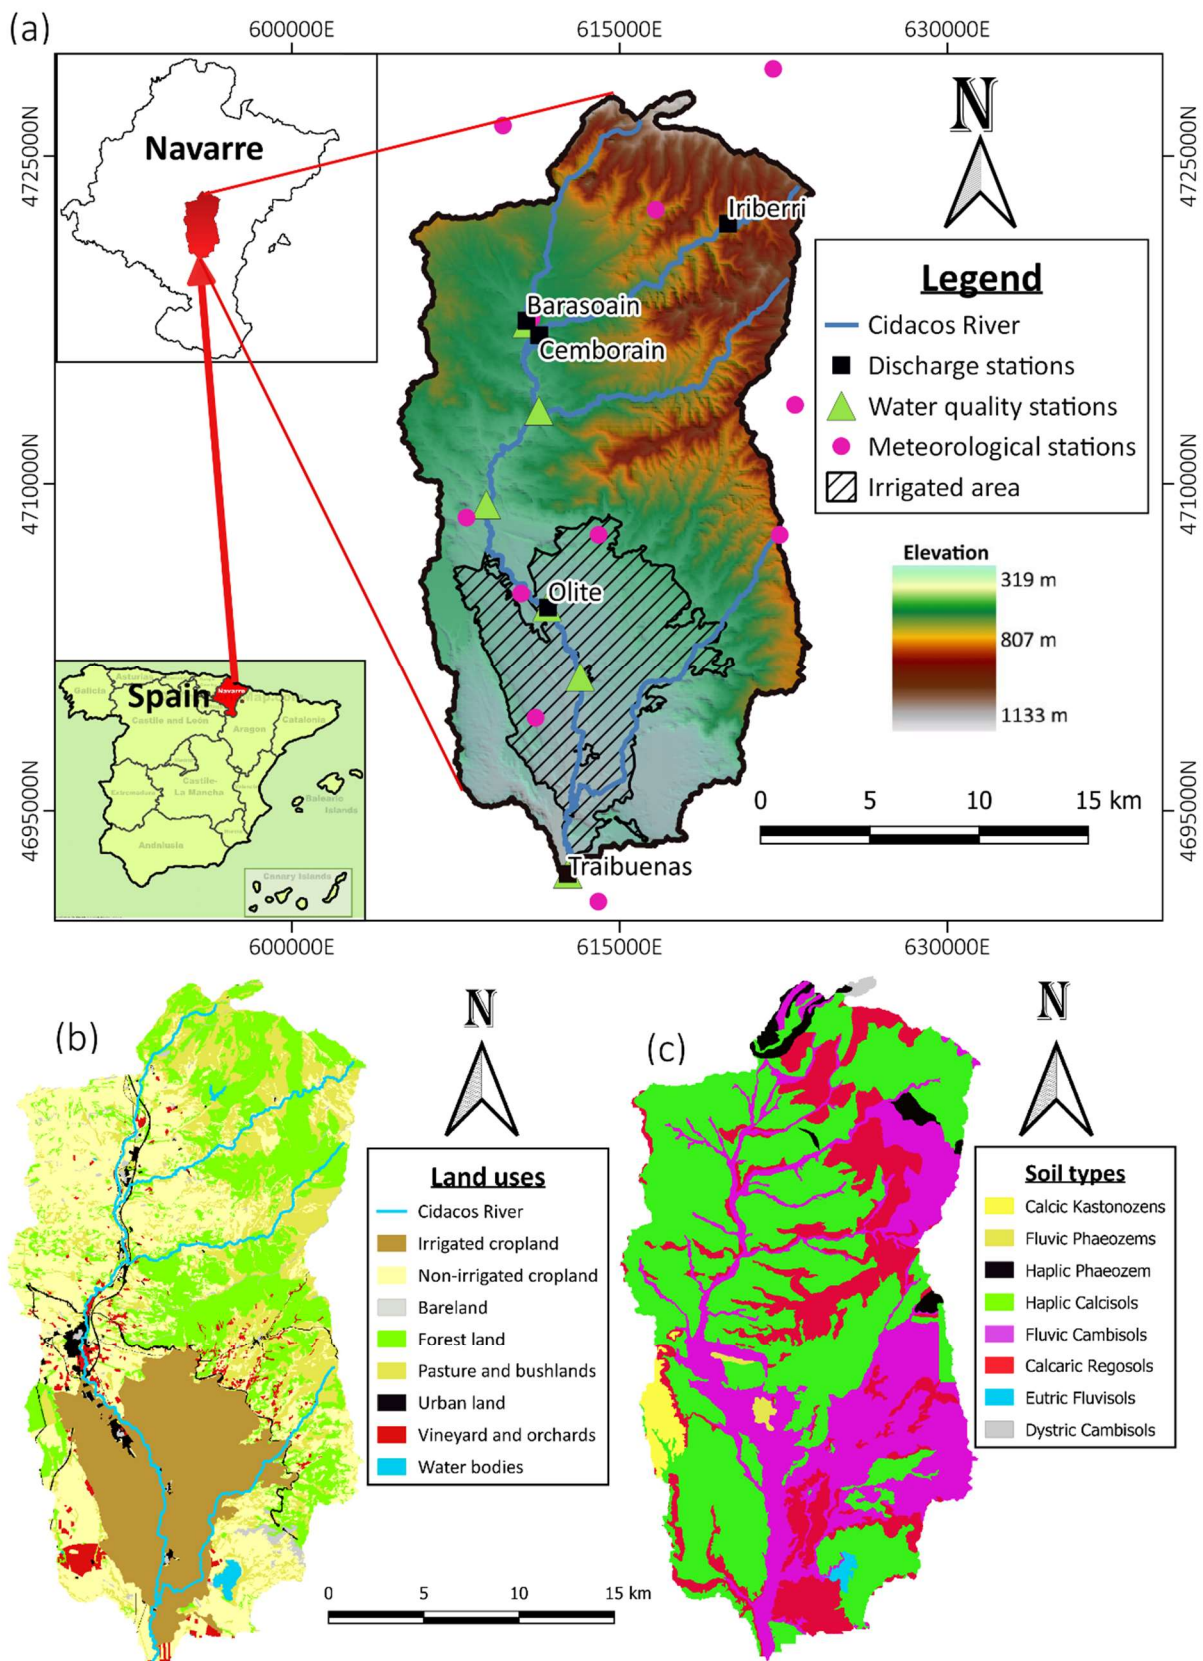 (a)
600000E
615000E
630000E
4725000N
4710000N
4695000N
4725000N
4710000N
4695000N
Navarre
N
Iriberri
Barasoain
Cemborain
Olite
Traibuenas
Legend
Cidacos River
Discharge stations
Water quality stations
Meteorological stations
Irrigated area
Elevation
319 m
807 m
1133 m
0 5 10 15 km
Spain
Galicia
Asturias
Navarre
Castile and León
Catalonia
Aragon
Castile-
La Mancha
Extremadura
Balearic
Islands
Andalusia
Canary Islands
600000E
615000E
630000E
(b)
N
Land uses
Cidacos River
Irrigated cropland
Non-irrigated cropland
Bareland
Forest land
Pasture and bushlands
Urban land
Vineyard and orchards
Water bodies
0 5 10 15 km
(c)
N
Soil types
Calcic Kastonozens
Fluvic Phaeozems
Haplic Phaeozem
Haplic Calcisols
Fluvic Cambisols
Calcaric Regosols
Eutric Fluvisols
Dystric Cambisols